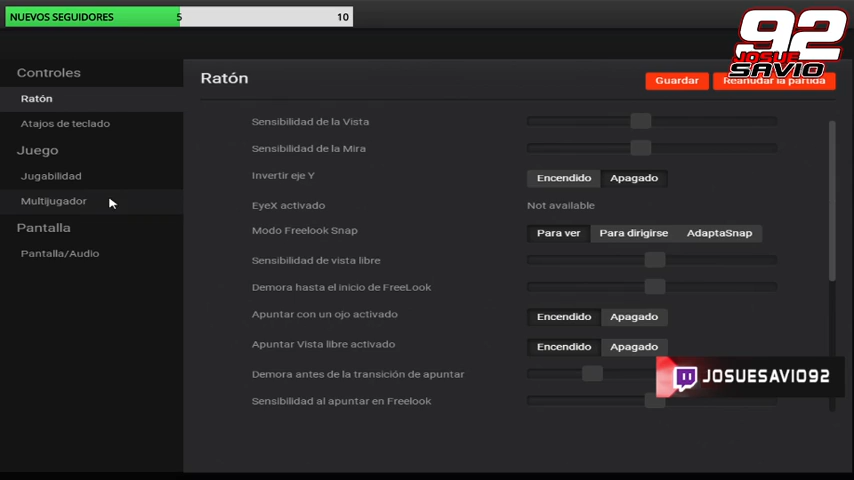 NUEVOS SEGUIDORES 5 10
92
JOSUE
SAVIO
Controles
Ratón
Atajos de teclado
Juego
Jugabilidad
Multijugador
Pantalla
Pantalla/Audio
Ratón
Guardar Reanudar la partida
Sensibilidad de la Vista
Sensibilidad de la Mira
Invertir eje Y Encendido Apagado
EyeX activado Not available
Modo Freelook Snap Para ver Para dirigirse AdaptaSnap
Sensibilidad de vista libre
Demora hasta el inicio de FreeLook
Apuntar con un ojo activado Encendido Apagado
Apuntar Vista libre activado Encendido Apagado
Demora antes de la transición de apuntar
JOSUESAVIO92
Sensibilidad al apuntar en Freelook